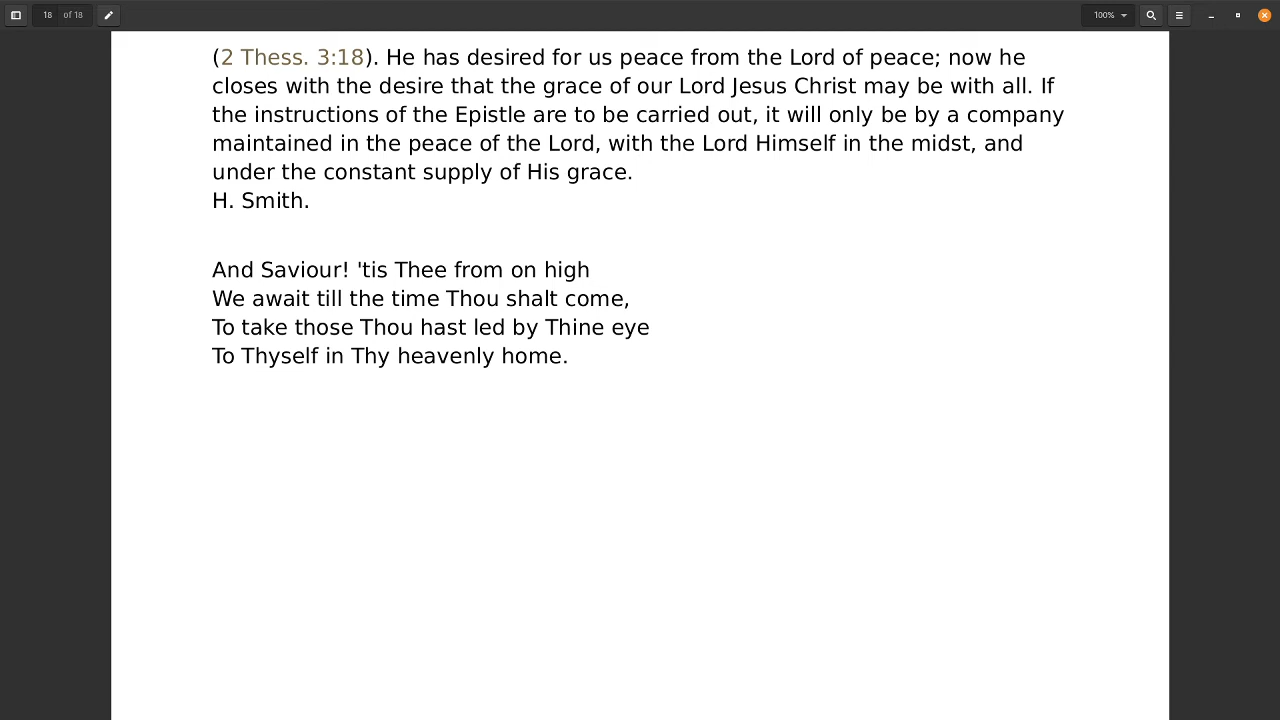 18 of 18
100%
(2 Thess. 3:18). He has desired for us peace from the Lord of peace; now he
closes with the desire that the grace of our Lord Jesus Christ may be with all. If
the instructions of the Epistle are to be carried out, it will only be by a company
maintained in the peace of the Lord, with the Lord Himself in the midst, and
under the constant supply of His grace.
H. Smith.
And Saviour! 'tis Thee from on high
We await till the time Thou shalt come,
To take those Thou hast led by Thine eye
To Thyself in Thy heavenly home.